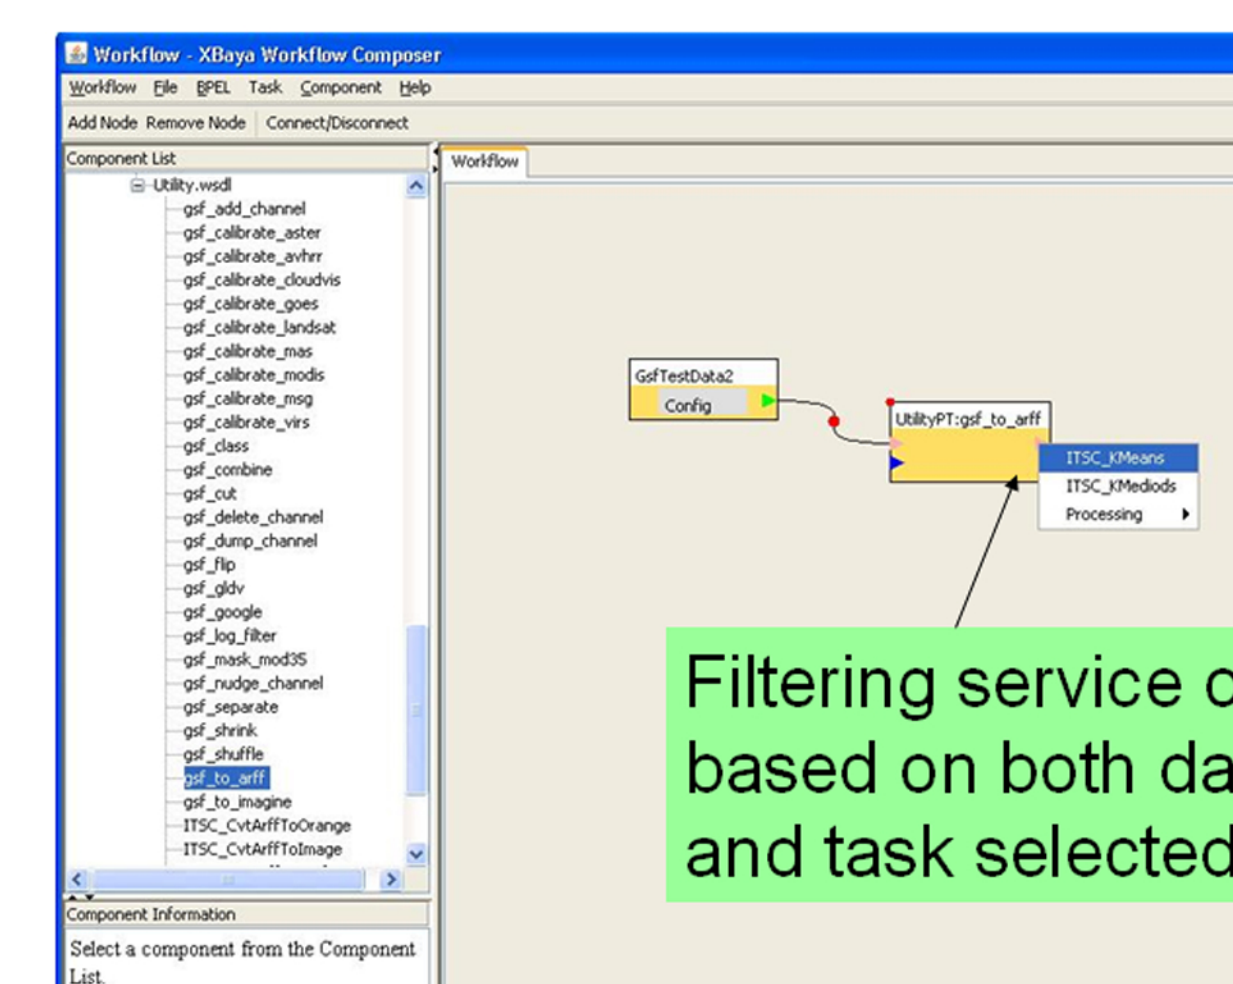 Workflow - XBaya Workflow Composer
Workflow File BPEL Task Component Help
Add Node Remove Node Connect/Disconnect
Component List
Utility.wsdl
gsf_add_channel
gsf_calibrate_aster
gsf_calibrate_avhrr
gsf_calibrate_cloudvis
gsf_calibrate_goes
gsf_calibrate_landsat
gsf_calibrate_mas
gsf_calibrate_modis
gsf_calibrate_msg
gsf_calibrate_virs
gsf_class
gsf_combine
gsf_cut
gsf_delete_channel
gsf_dump_channel
gsf_flip
gsf_gldv
gsf_google
gsf_log_filter
gsf_mask_mod35
gsf_nudge_channel
gsf_separate
gsf_shrink
gsf_shuffle
gsf_to_arff
gsf_to_imagine
ITSC_CvtArffToOrange
ITSC_CvtArffToImage
Component Information
Select a component from the Component
List.
Workflow
GsfTestData2
Config
UtilityPT:gsf_to_arff
ITSC_KMeans
ITSC_KMediods
Processing
Filtering service
based on both da
and task selected